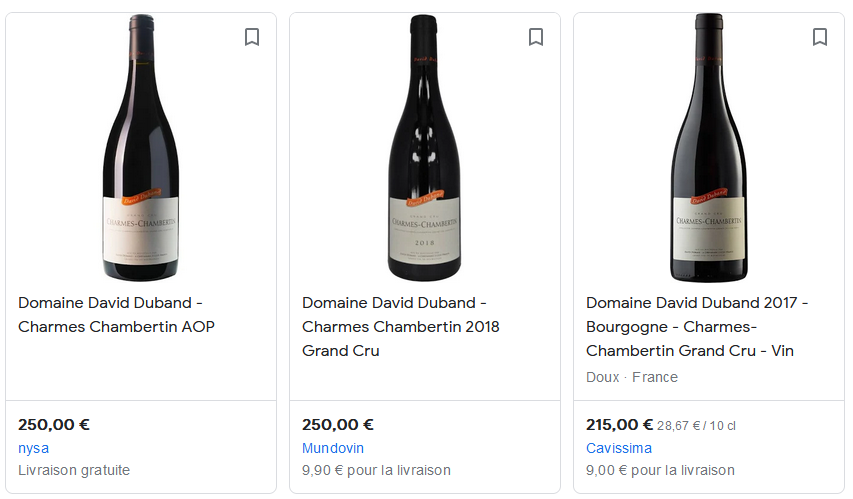 David Duband
CHARMES-CHAMBERTIN
Domaine David Duband -
Charmes Chambertin AOP
250,00 €
nysa
Livraison gratuite
David Duband
CHARMES-CHAMBERTIN
2018
Domaine David Duband -
Charmes Chambertin 2018
Grand Cru
250,00 €
Mundovin
9,90 € pour la livraison
David Duband
CHARMES-CHAMBERTIN
Domaine David Duband 2017 -
Bourgogne - Charmes-
Chambertin Grand Cru - Vin
Doux · France
215,00 € 28,67 € / 10 cl
Cavissima
9,00 € pour la livraison